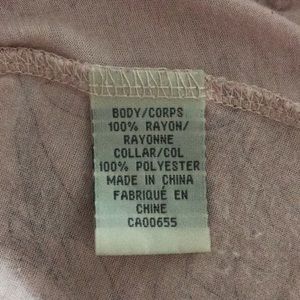 BODY/CORPS
100% RAYON/
RAYONNE
COLLAR/COL
100% POLYESTER
MADE IN CHINA
FABRIQUÉ EN
CHINE
CA00655